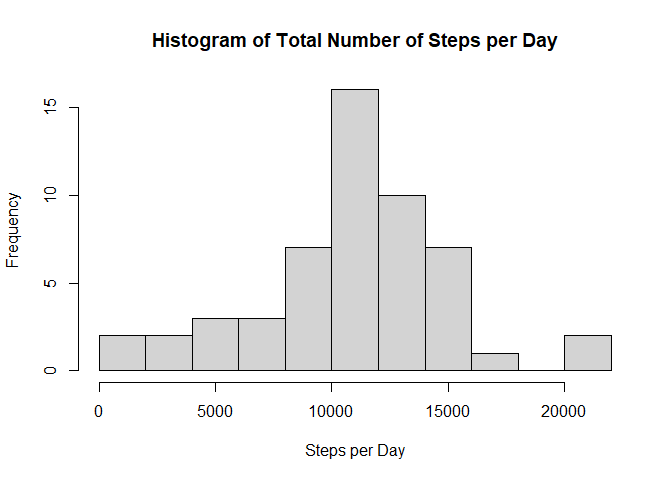 Histogram of Total Number of Steps per Day
Frequency
15
10
5
0
0 5000 10000 15000 20000
Steps per Day